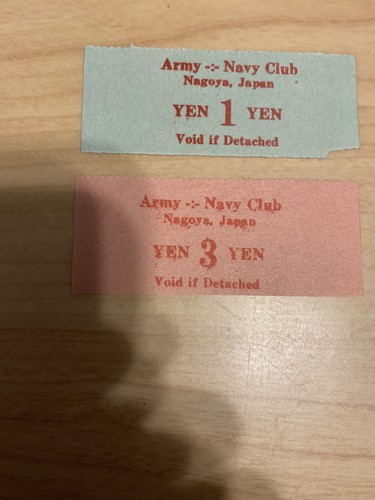 Army -:- Navy Club
Nagoya, Japan
YEN 1 YEN
Void if Detached
Army -:- Navy Club
Nagoya, Japan
YEN 3 YEN
Void if Detached